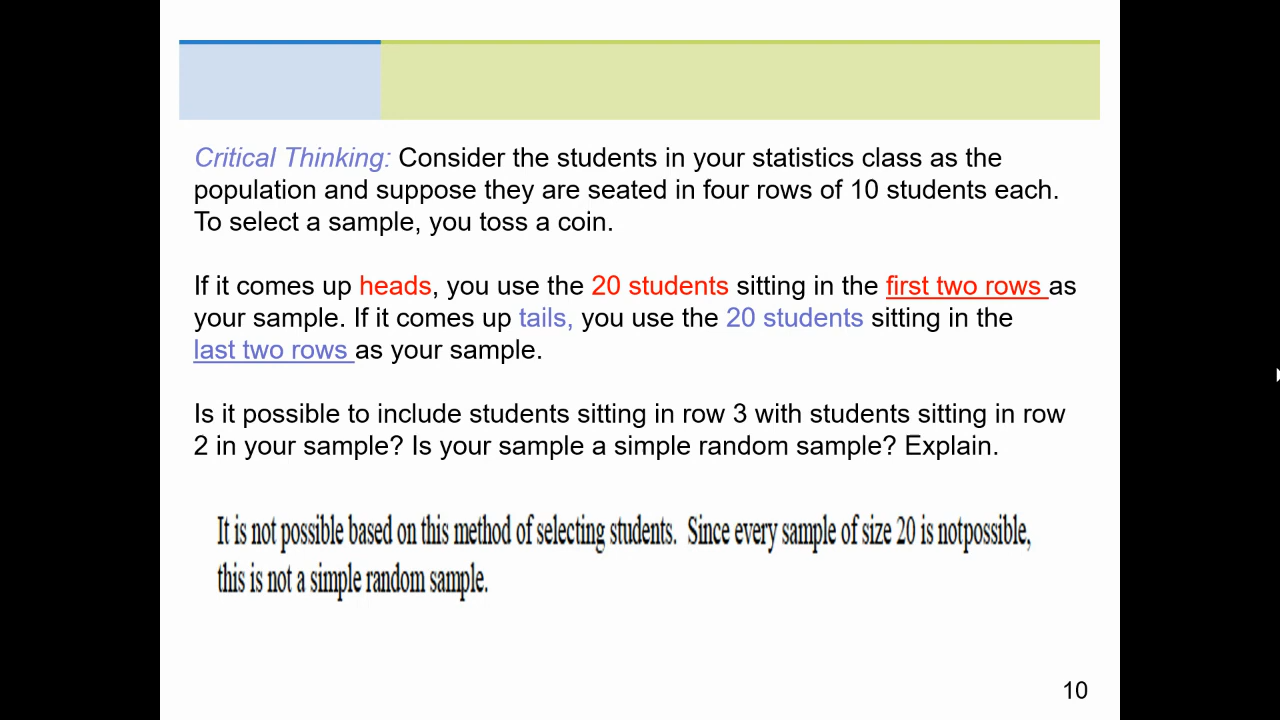 Critical Thinking: Consider the students in your statistics class as the
population and suppose they are seated in four rows of 10 students each.
To select a sample, you toss a coin.
If it comes up heads, you use the 20 students sitting in the first two rows as
your sample. If it comes up tails, you use the 20 students sitting in the
last two rows as your sample.
Is it possible to include students sitting in row 3 with students sitting in row
2 in your sample? Is your sample a simple random sample? Explain.
It is not possible based on this method of selecting students. Since every sample of size 20 is notpossible,
this is not a simple random sample.
10